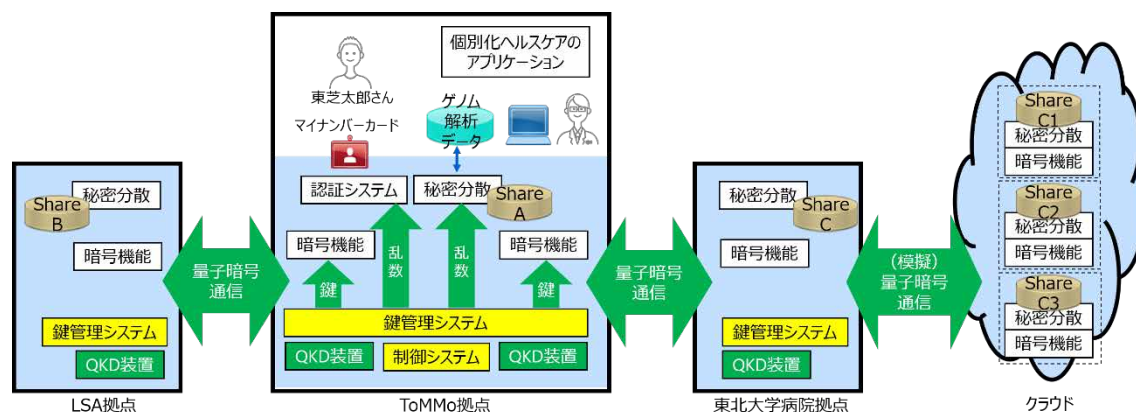 秘密分散
Share
B
暗号機能
鍵管理システム
QKD装置
LSA拠点
量子暗号
通信
東芝太郎さん
マイナンバーカード
個別化ヘルスケアの
アプリケーション
ゲノム
解析
データ
認証システム
秘密分散
Share
A
暗号機能
乱数
乱数
暗号機能
鍵
鍵
鍵管理システム
QKD装置
制御システム
QKD装置
ToMMo拠点
量子暗号
通信
秘密分散
Share
C
暗号機能
鍵管理システム
QKD装置
東北大学病院拠点
(模擬)
量子暗号
通信
Share
C1
秘密分散
暗号機能
Share
C2
秘密分散
暗号機能
Share
C3
秘密分散
暗号機能
クラウド